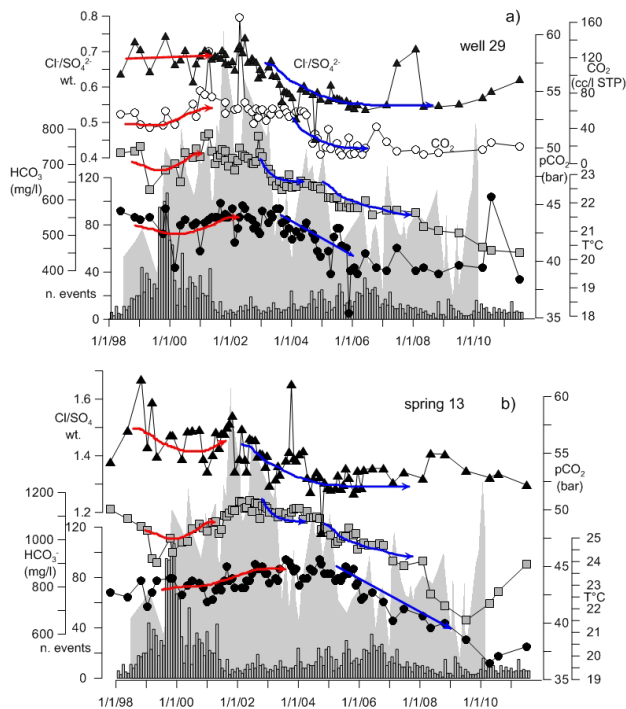 a)
well 29
Cl⁻/SO₄²⁻
wt.
0.8
0.7
0.6
0.5
0.4
Cl⁻/SO₄²⁻
CO₂
60
55
50
45
40
35
pCO₂
(bar)
160
120
80
40
0
CO₂
(cc/l STP)
HCO₃
(mg/l)
800
700
600
500
400
120
80
40
0
n. events
23
22
21
20
19
18
T°C
1/1/98 1/1/00 1/1/02 1/1/04 1/1/06 1/1/08 1/1/10
b)
spring 13
Cl/SO₄
wt.
1.6
1.4
1.2
60
55
50
45
40
35
pCO₂
(bar)
HCO₃⁻
(mg/l)
1200
1000
800
600
120
80
40
0
n. events
25
24
23
22
21
20
19
T°C
1/1/98 1/1/00 1/1/02 1/1/04 1/1/06 1/1/08 1/1/10